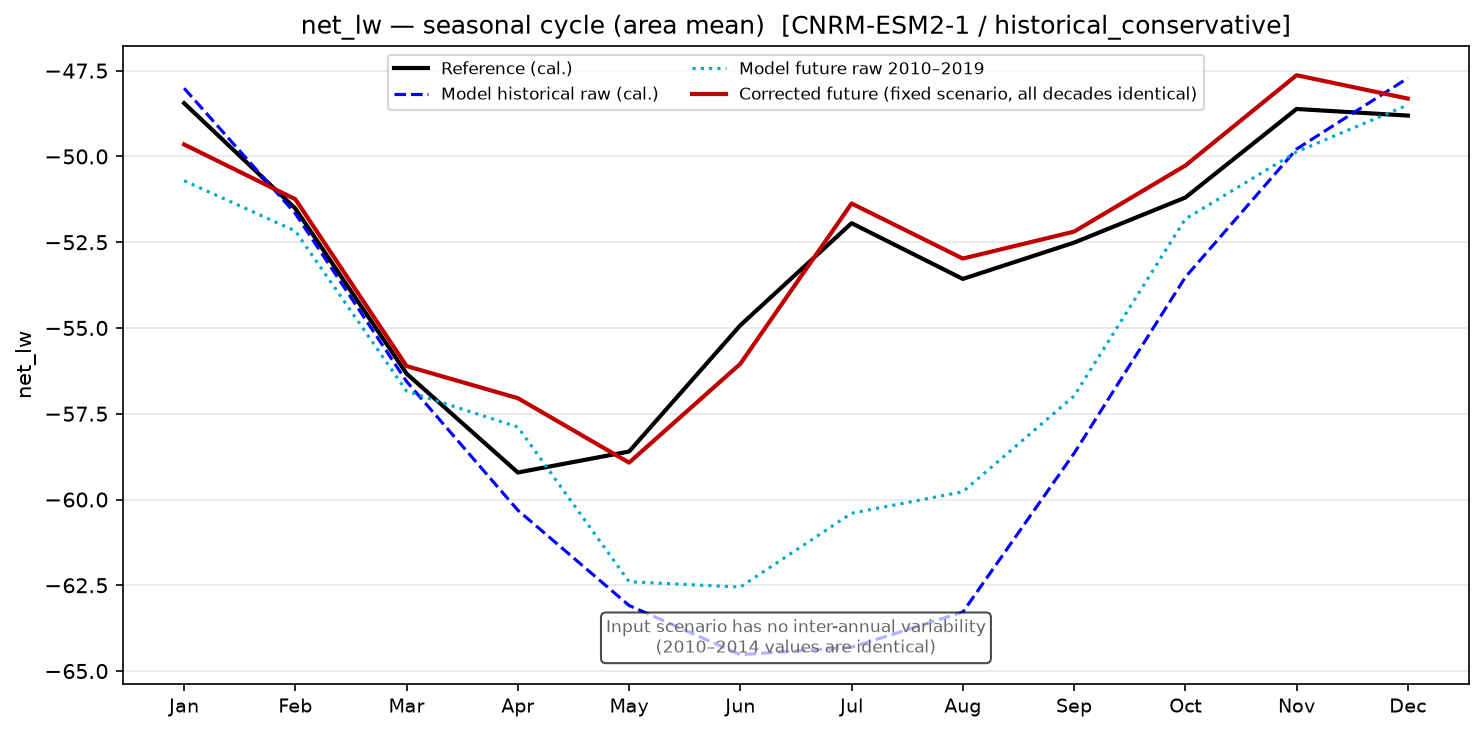 net_lw — seasonal cycle (area mean)  [CNRM-ESM2-1 / historical_conservative]
Reference (cal.)
Model historical raw (cal.)
Model future raw 2010–2019
Corrected future (fixed scenario, all decades identical)
net_lw
−47.5
−50.0
−52.5
−55.0
−57.5
−60.0
−62.5
−65.0
Input scenario has no inter-annual variability
(2010–2014 values are identical)
Jan Feb Mar Apr May Jun Jul Aug Sep Oct Nov Dec